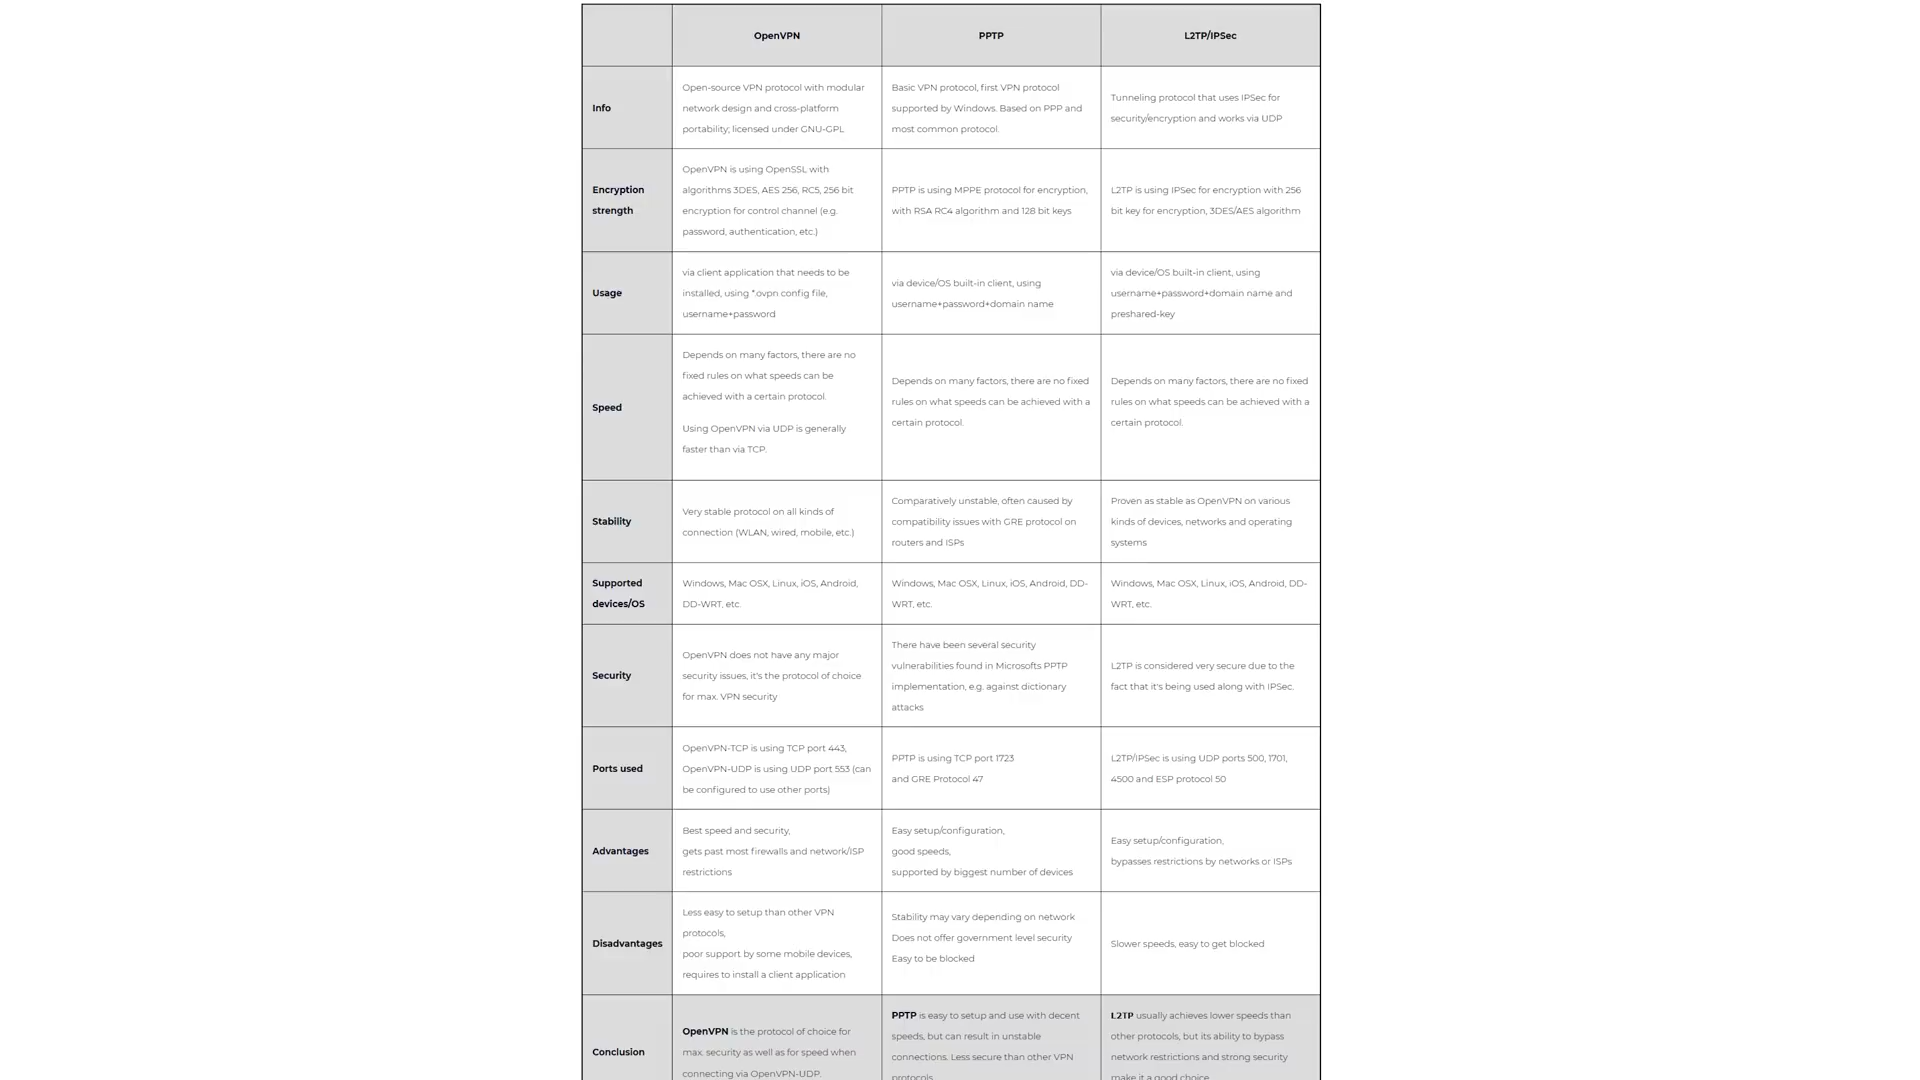 OpenVPN
PPTP
L2TP/IPSec
Info
Open-source VPN protocol with modular
network design and cross-platform
portability; licensed under GNU-GPL
Basic VPN protocol, first VPN protocol
supported by Windows. Based on PPP and
most common protocol.
Tunneling protocol that uses IPSec for
security/encryption and works via UDP
Encryption
strength
OpenVPN is using OpenSSL with
algorithms 3DES, AES 256, RC5, 256 bit
encryption for control channel (e.g.
password, authentication, etc.)
PPTP is using MPPE protocol for encryption,
with RSA RC4 algorithm and 128 bit keys
L2TP is using IPSec for encryption with 256
bit key for encryption, 3DES/AES algorithm
Usage
via client application that needs to be
installed, using *.ovpn config file,
username+password
via device/OS built-in client, using
username+password+domain name
via device/OS built-in client, using
username+password+domain name and
preshared-key
Speed
Depends on many factors, there are no
fixed rules on what speeds can be
achieved with a certain protocol.
Using OpenVPN via UDP is generally
faster than via TCP.
Depends on many factors, there are no fixed
rules on what speeds can be achieved with a
certain protocol.
Depends on many factors, there are no fixed
rules on what speeds can be achieved with a
certain protocol.
Stability
Very stable protocol on all kinds of
connection (WLAN, wired, mobile, etc.)
Comparatively unstable, often caused by
compatibility issues with GRE protocol on
routers and ISPs
Proven as stable as OpenVPN on various
kinds of devices, networks and operating
systems
Supported
devices/OS
Windows, Mac OSX, Linux, iOS, Android,
DD-WRT, etc.
Windows, Mac OSX, Linux, iOS, Android, DD-
WRT, etc.
Windows, Mac OSX, Linux, iOS, Android, DD-
WRT, etc.
Security
OpenVPN does not have any major
security issues, it's the protocol of choice
for max. VPN security
There have been several security
vulnerabilities found in Microsofts PPTP
implementation, e.g. against dictionary
attacks
L2TP is considered very secure due to the
fact that it's being used along with IPSec.
Ports used
OpenVPN-TCP is using TCP port 443,
OpenVPN-UDP is using UDP port 553 (can
be configured to use other ports)
PPTP is using TCP port 1723
and GRE Protocol 47
L2TP/IPSec is using UDP ports 500, 1701,
4500 and ESP protocol 50
Advantages
Best speed and security,
gets past most firewalls and network/ISP
restrictions
Easy setup/configuration,
good speeds,
supported by biggest number of devices
Easy setup/configuration,
bypasses restrictions by networks or ISPs
Disadvantages
Less easy to setup than other VPN
protocols,
poor support by some mobile devices,
requires to install a client application
Stability may vary depending on network
Does not offer government level security
Easy to be blocked
Slower speeds, easy to get blocked
Conclusion
OpenVPN is the protocol of choice for
max. security as well as for speed when
connecting via OpenVPN-UDP.
PPTP is easy to setup and use with decent
speeds, but can result in unstable
connections. Less secure than other VPN
protocols
L2TP usually achieves lower speeds than
other protocols, but its ability to bypass
network restrictions and strong security
make it a good choice